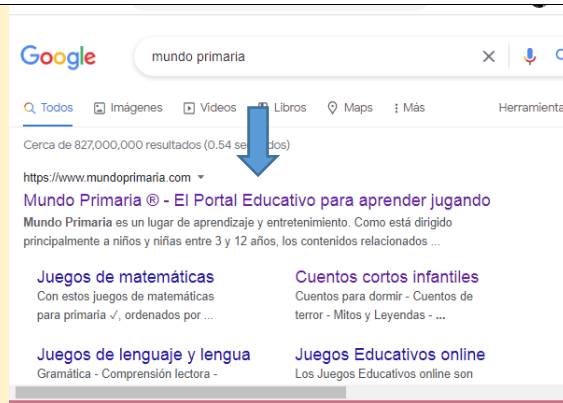 Google
mundo primaria
Todos Imágenes Videos Libros Maps Más Herramienta
Cerca de 827,000,000 resultados (0.54 se dos)
https://www.mundoprimaria.com
Mundo Primaria ® - El Portal Educativo para aprender jugando
Mundo Primaria es un lugar de aprendizaje y entretenimiento. Como está dirigido
principalmente a niños y niñas entre 3 y 12 años, los contenidos relacionados ...
Juegos de matemáticas
Con estos juegos de matemáticas
para primaria ✓, ordenados por ...
Cuentos cortos infantiles
Cuentos para dormir - Cuentos de
terror - Mitos y Leyendas - ...
Juegos de lenguaje y lengua
Gramática - Comprensión lectora -
Juegos Educativos online
Los Juegos Educativos online son